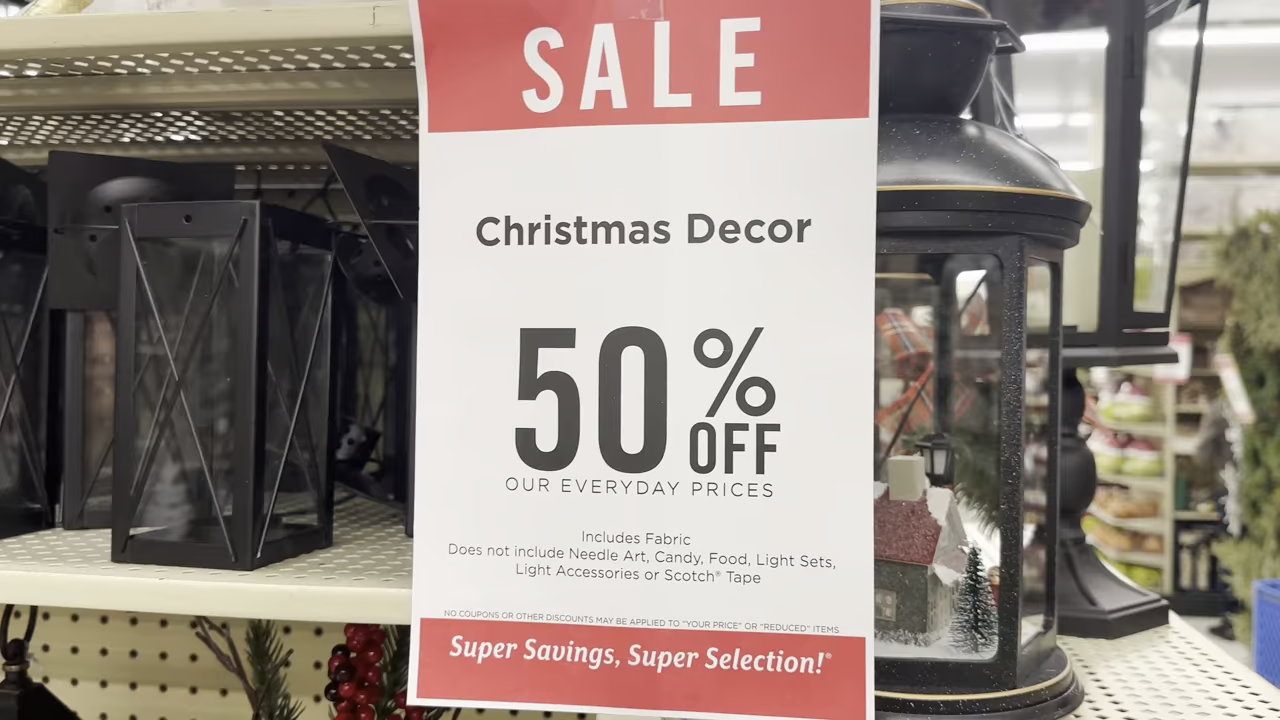 SALE
Christmas Decor
50%
OFF
OUR EVERYDAY PRICES
Includes Fabric
Does not include Needle Art, Candy, Food, Light Sets,
Light Accessories or Scotch® Tape
NO COUPONS OR OTHER DISCOUNTS MAY BE APPLIED TO "YOUR PRICE" OR "REDUCED" ITEMS
Super Savings, Super Selection!®